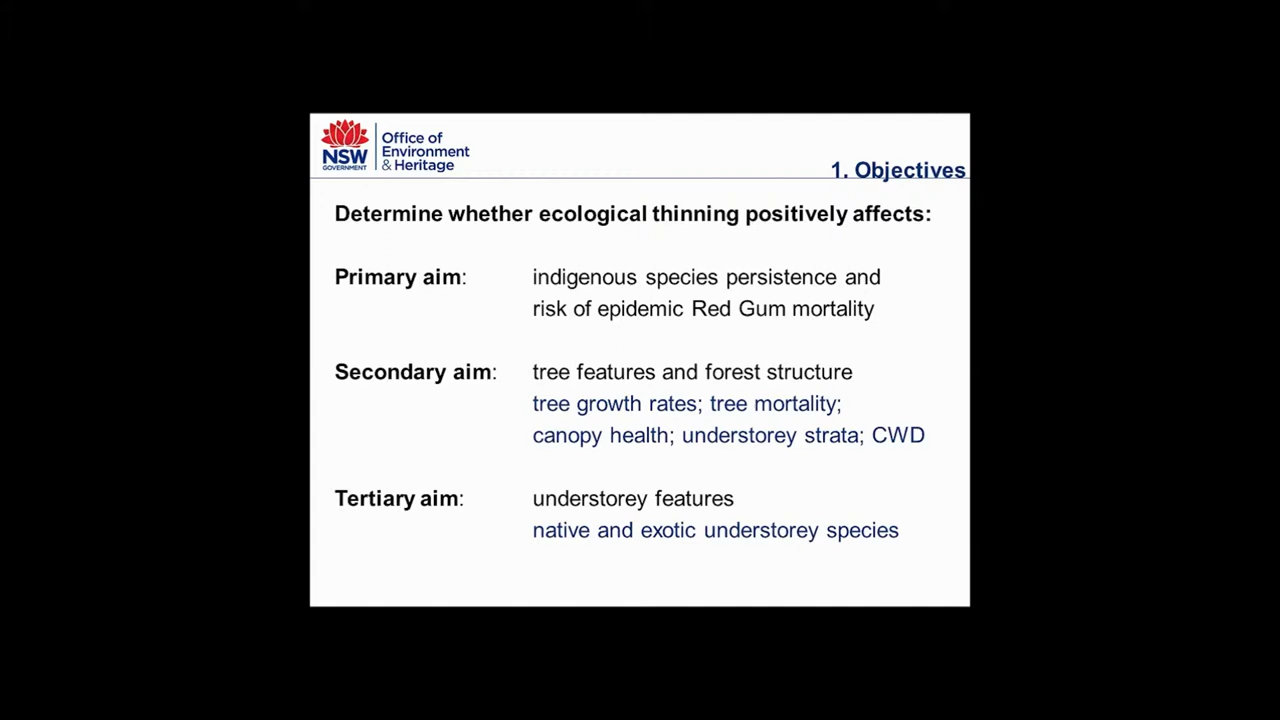 NSW
GOVERNMENT
Office of
Environment
& Heritage
1. Objectives
Determine whether ecological thinning positively affects:
Primary aim: indigenous species persistence and
risk of epidemic Red Gum mortality
Secondary aim: tree features and forest structure
tree growth rates; tree mortality;
canopy health; understorey strata; CWD
Tertiary aim: understorey features
native and exotic understorey species